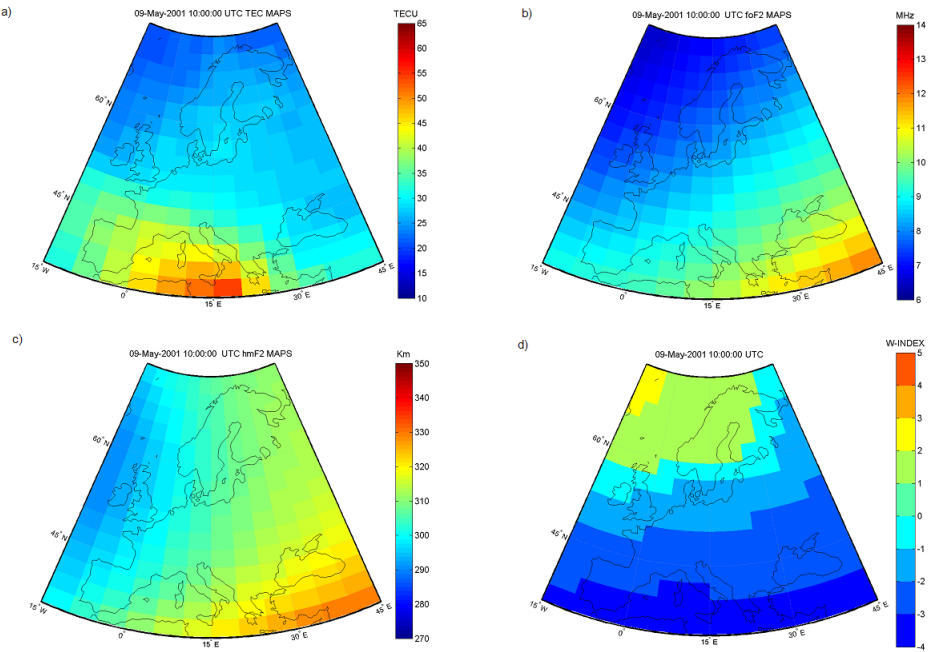 a)
09-May-2001 10:00:00 UTC TEC MAPS
TECU
65
60
55
50
45
40
35
30
25
20
15
10
60° N
45° N
15° W
0°
15° E
30° E
45° E
b)
09-May-2001 10:00:00 UTC foF2 MAPS
MHz
14
13
12
11
10
9
8
7
6
60° N
45° N
15° W
0°
15° E
30° E
45° E
c)
09-May-2001 10:00:00 UTC hmF2 MAPS
Km
350
340
330
320
310
300
290
280
270
60° N
45° N
15° W
0°
15° E
30° E
45° E
d)
09-May-2001 10:00:00 UTC
W-INDEX
5
4
3
2
1
0
-1
-2
-3
-4
60° N
45° N
15° W
0°
15° E
30° E
45° E